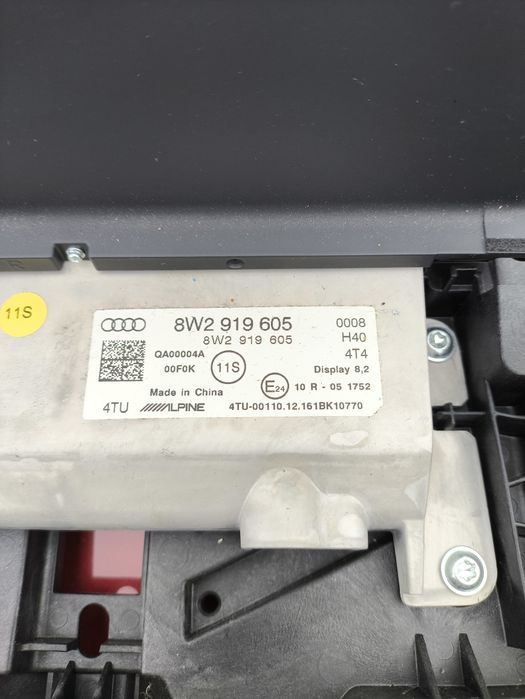 11S
8W2 919 605 0008
8W2 919 605 H40
QA00004A 4T4
00F0K 11S Display 8,2
E24 10 R - 05 1752
Made in China
4TU ALPINE 4TU-00110.12.161BK10770